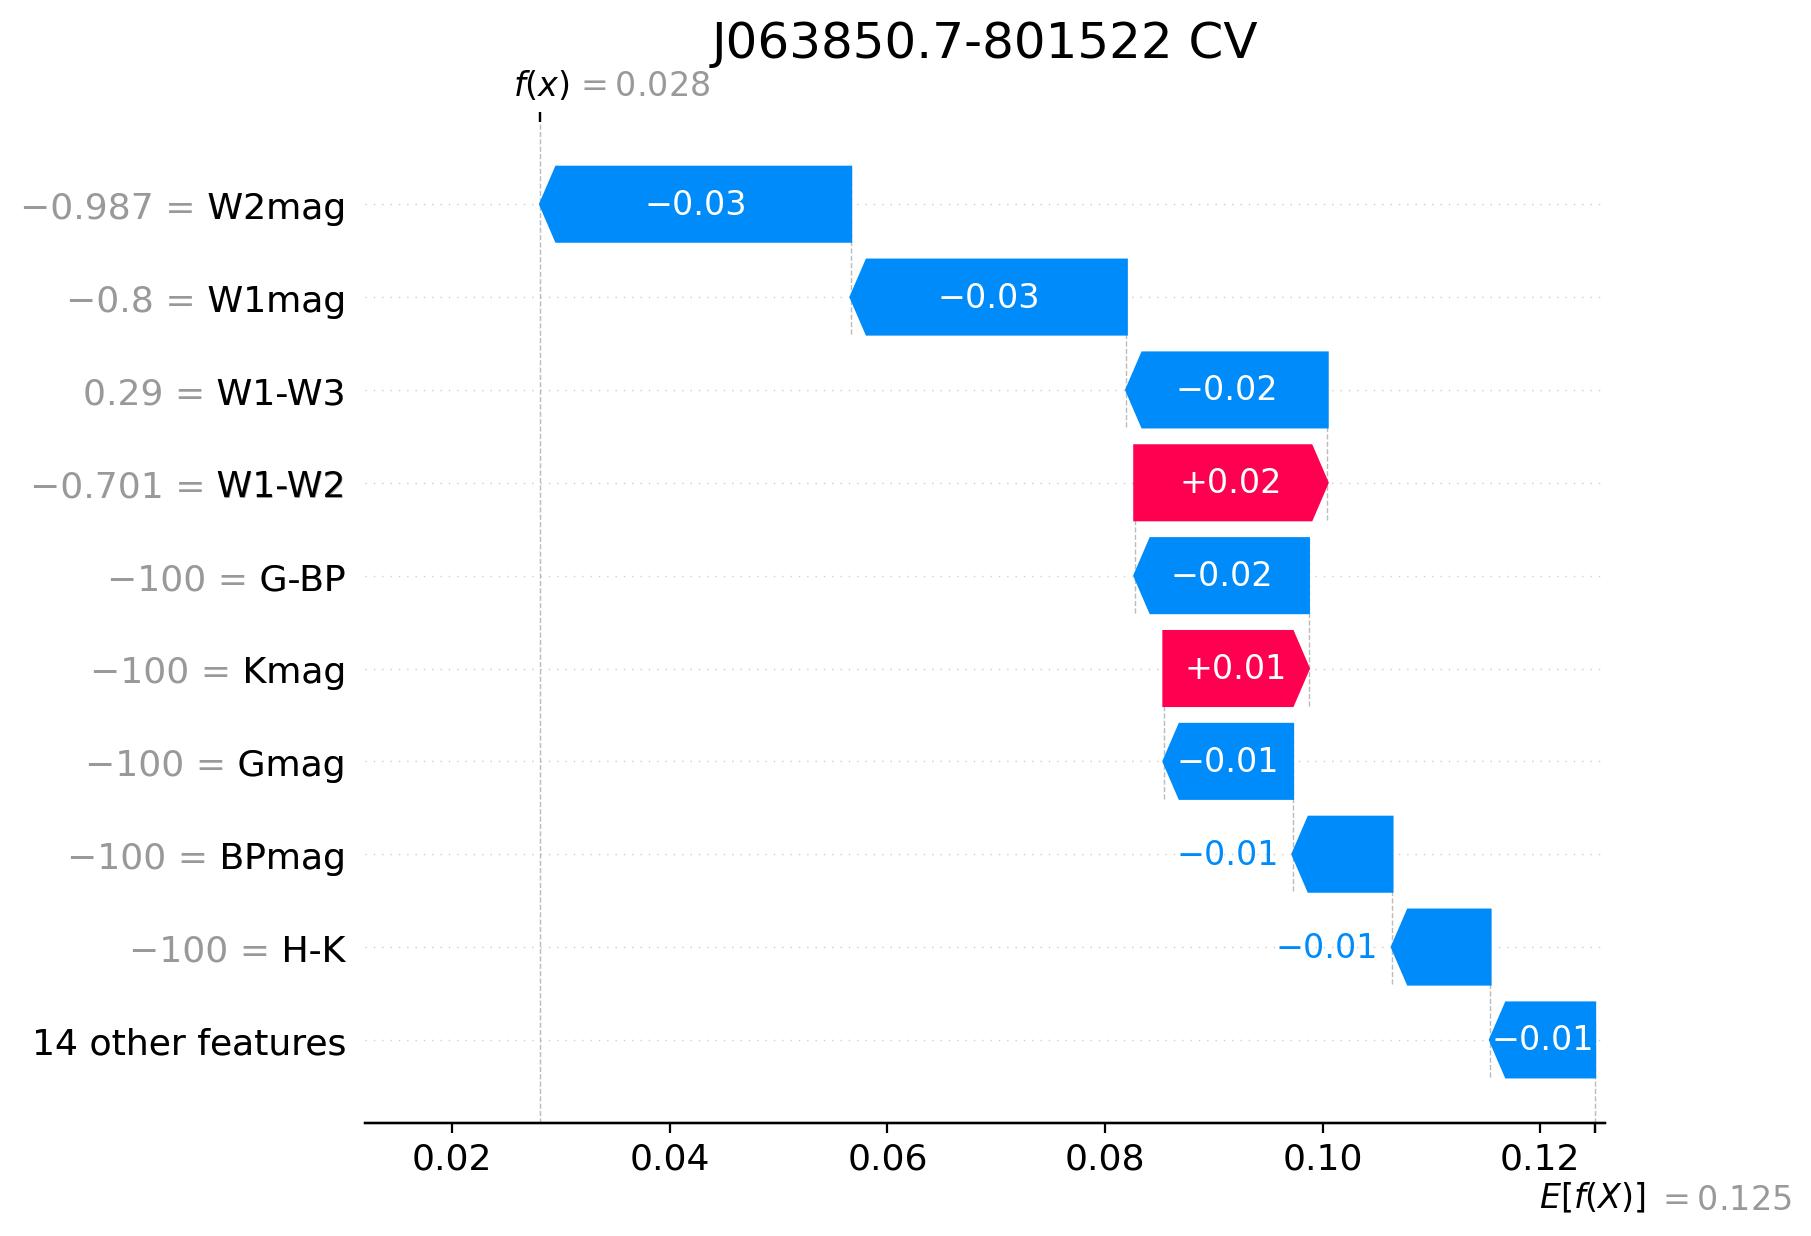 J063850.7-801522 CV
f(x) = 0.028
−0.987 = W2mag
−0.03
−0.8 = W1mag
−0.03
0.29 = W1-W3
−0.02
−0.701 = W1-W2
+0.02
−100 = G-BP
−0.02
−100 = Kmag
+0.01
−100 = Gmag
−0.01
−100 = BPmag
−0.01
−100 = H-K
−0.01
14 other features
−0.01
0.02 0.04 0.06 0.08 0.10 0.12
E[f(X)] = 0.125